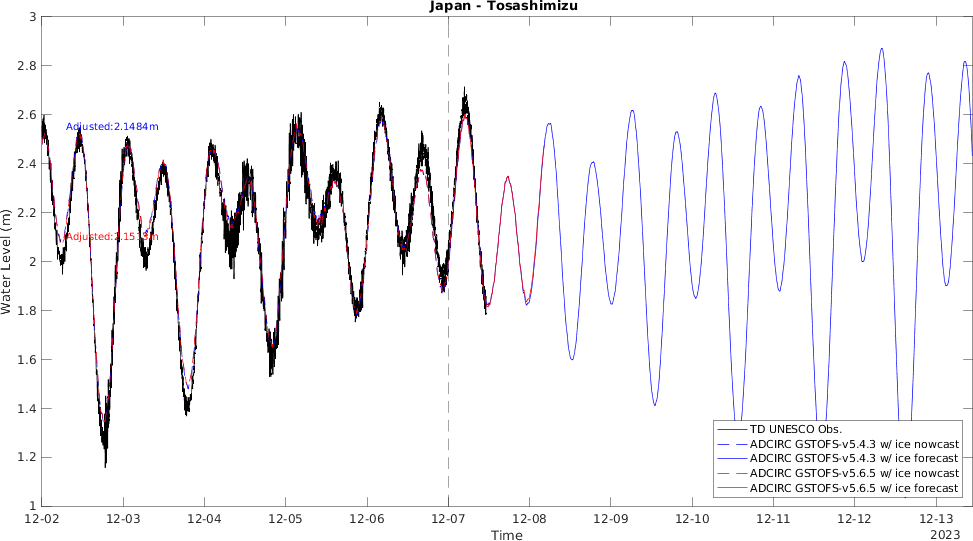 Japan - Tosashimizu
Water Level (m)
3
2.8
2.6
2.4
2.2
2
1.8
1.6
1.4
1.2
1
Adjusted:2.1484m
TD UNESCO Obs.
ADCIRC GSTOFS-v5.4.3 w/ ice nowcast
ADCIRC GSTOFS-v5.4.3 w/ ice forecast
ADCIRC GSTOFS-v5.6.5 w/ ice nowcast
ADCIRC GSTOFS-v5.6.5 w/ ice forecast
12-02 12-03 12-04 12-05 12-06 12-07 12-08 12-09 12-10 12-11 12-12 12-13
Time
2023